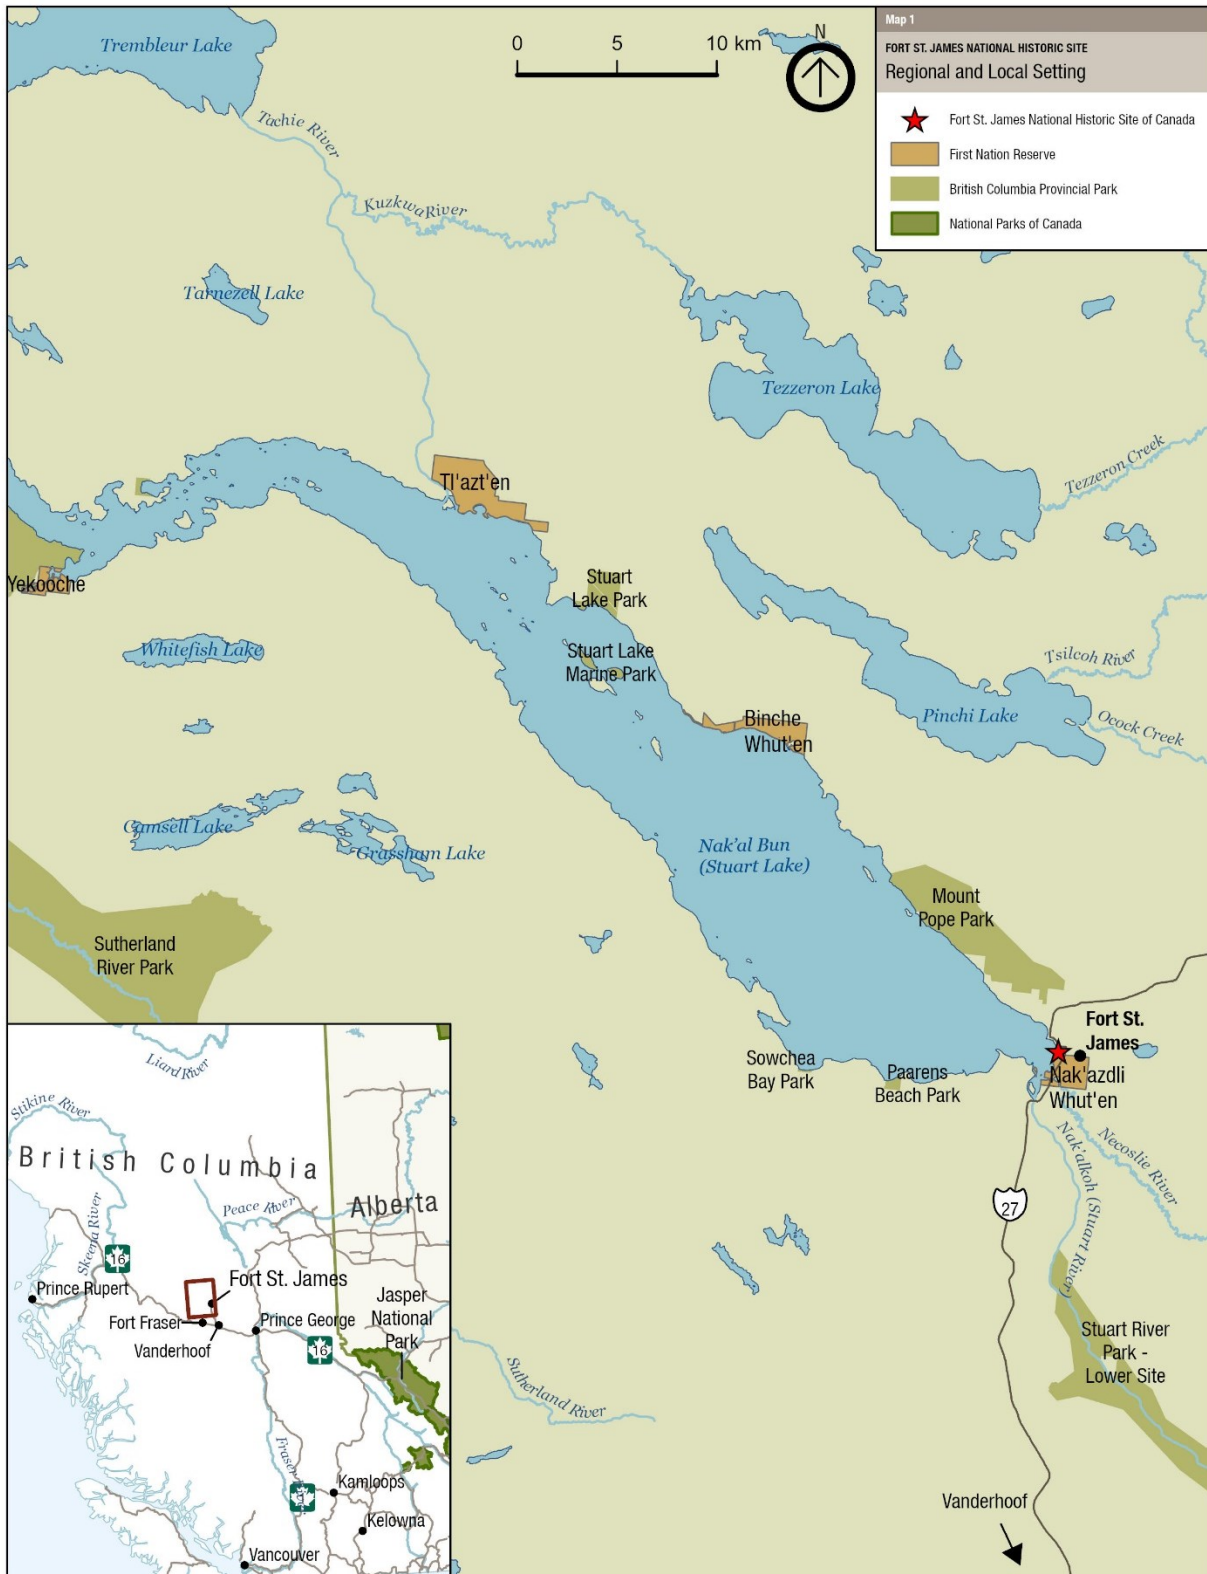 Map 1
FORT ST. JAMES NATIONAL HISTORIC SITE
Regional and Local Setting
Fort St. James National Historic Site of Canada
First Nation Reserve
British Columbia Provincial Park
National Parks of Canada
0 5 10 km
N
Trembleur Lake
Tachie River
Kuzkwa River
Tarnezell Lake
Tezzeron Lake
Tezzeron Creek
Tl'azt'en
Yekooche
Stuart
Lake Park
Stuart Lake
Marine Park
Whitefish Lake
Tsilcoh River
Pinchi Lake
Ocock Creek
Binche
Whut'en
Camsell Lake
Grassham Lake
Nak'al Bun
(Stuart Lake)
Mount
Pope Park
Sutherland
River Park
Fort St.
James
Sowchea
Bay Park
Paarens
Beach Park
Nak'azdli
Whut'en
Necoslie River
Nak'alkoh (Stuart River)
27
Stuart River
Park -
Lower Site
Sutherland River
Vanderhoof
Liard River
Stikine River
British Columbia
Peace River
Alberta
Skeena River
16
Prince Rupert
Fort St. James
Fort Fraser
Vanderhoof
Prince George
16
Jasper
National
Park
Fraser
Kamloops
Kelowna
Vancouver